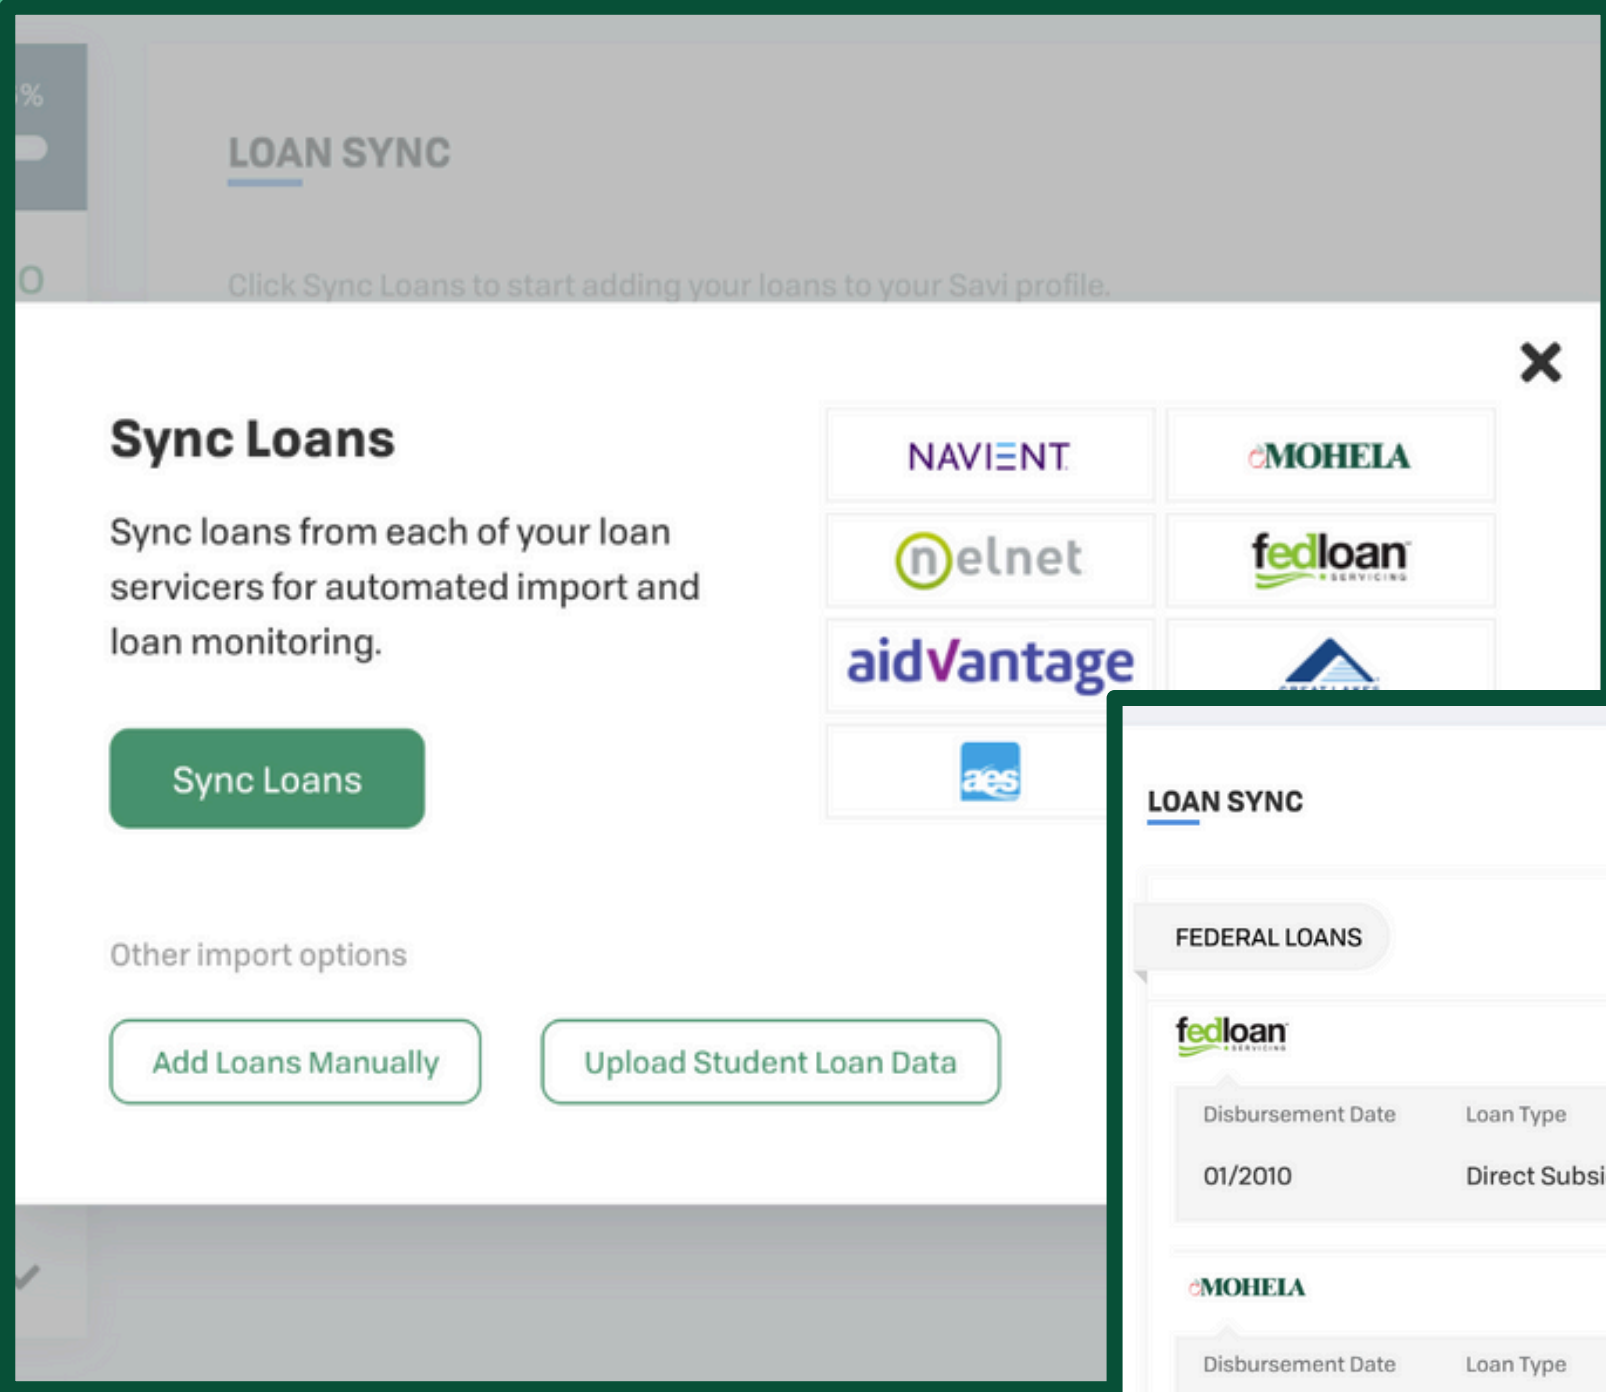 %
LOAN SYNC
O
Click Sync Loans to start adding your loans to your Savi profile.
Sync Loans
Sync loans from each of your loan
servicers for automated import and
loan monitoring.
Sync Loans
NAVIENT
MOHELA
nelnet
fedloan
SERVICING
aidvantage
GREAT LAKES
aes
Other import options
Add Loans Manually
Upload Student Loan Data
LOAN SYNC
FEDERAL LOANS
fedloan
SERVICING
Disbursement Date Loan Type
01/2010 Direct Subsi
MOHELA
Disbursement Date Loan Type